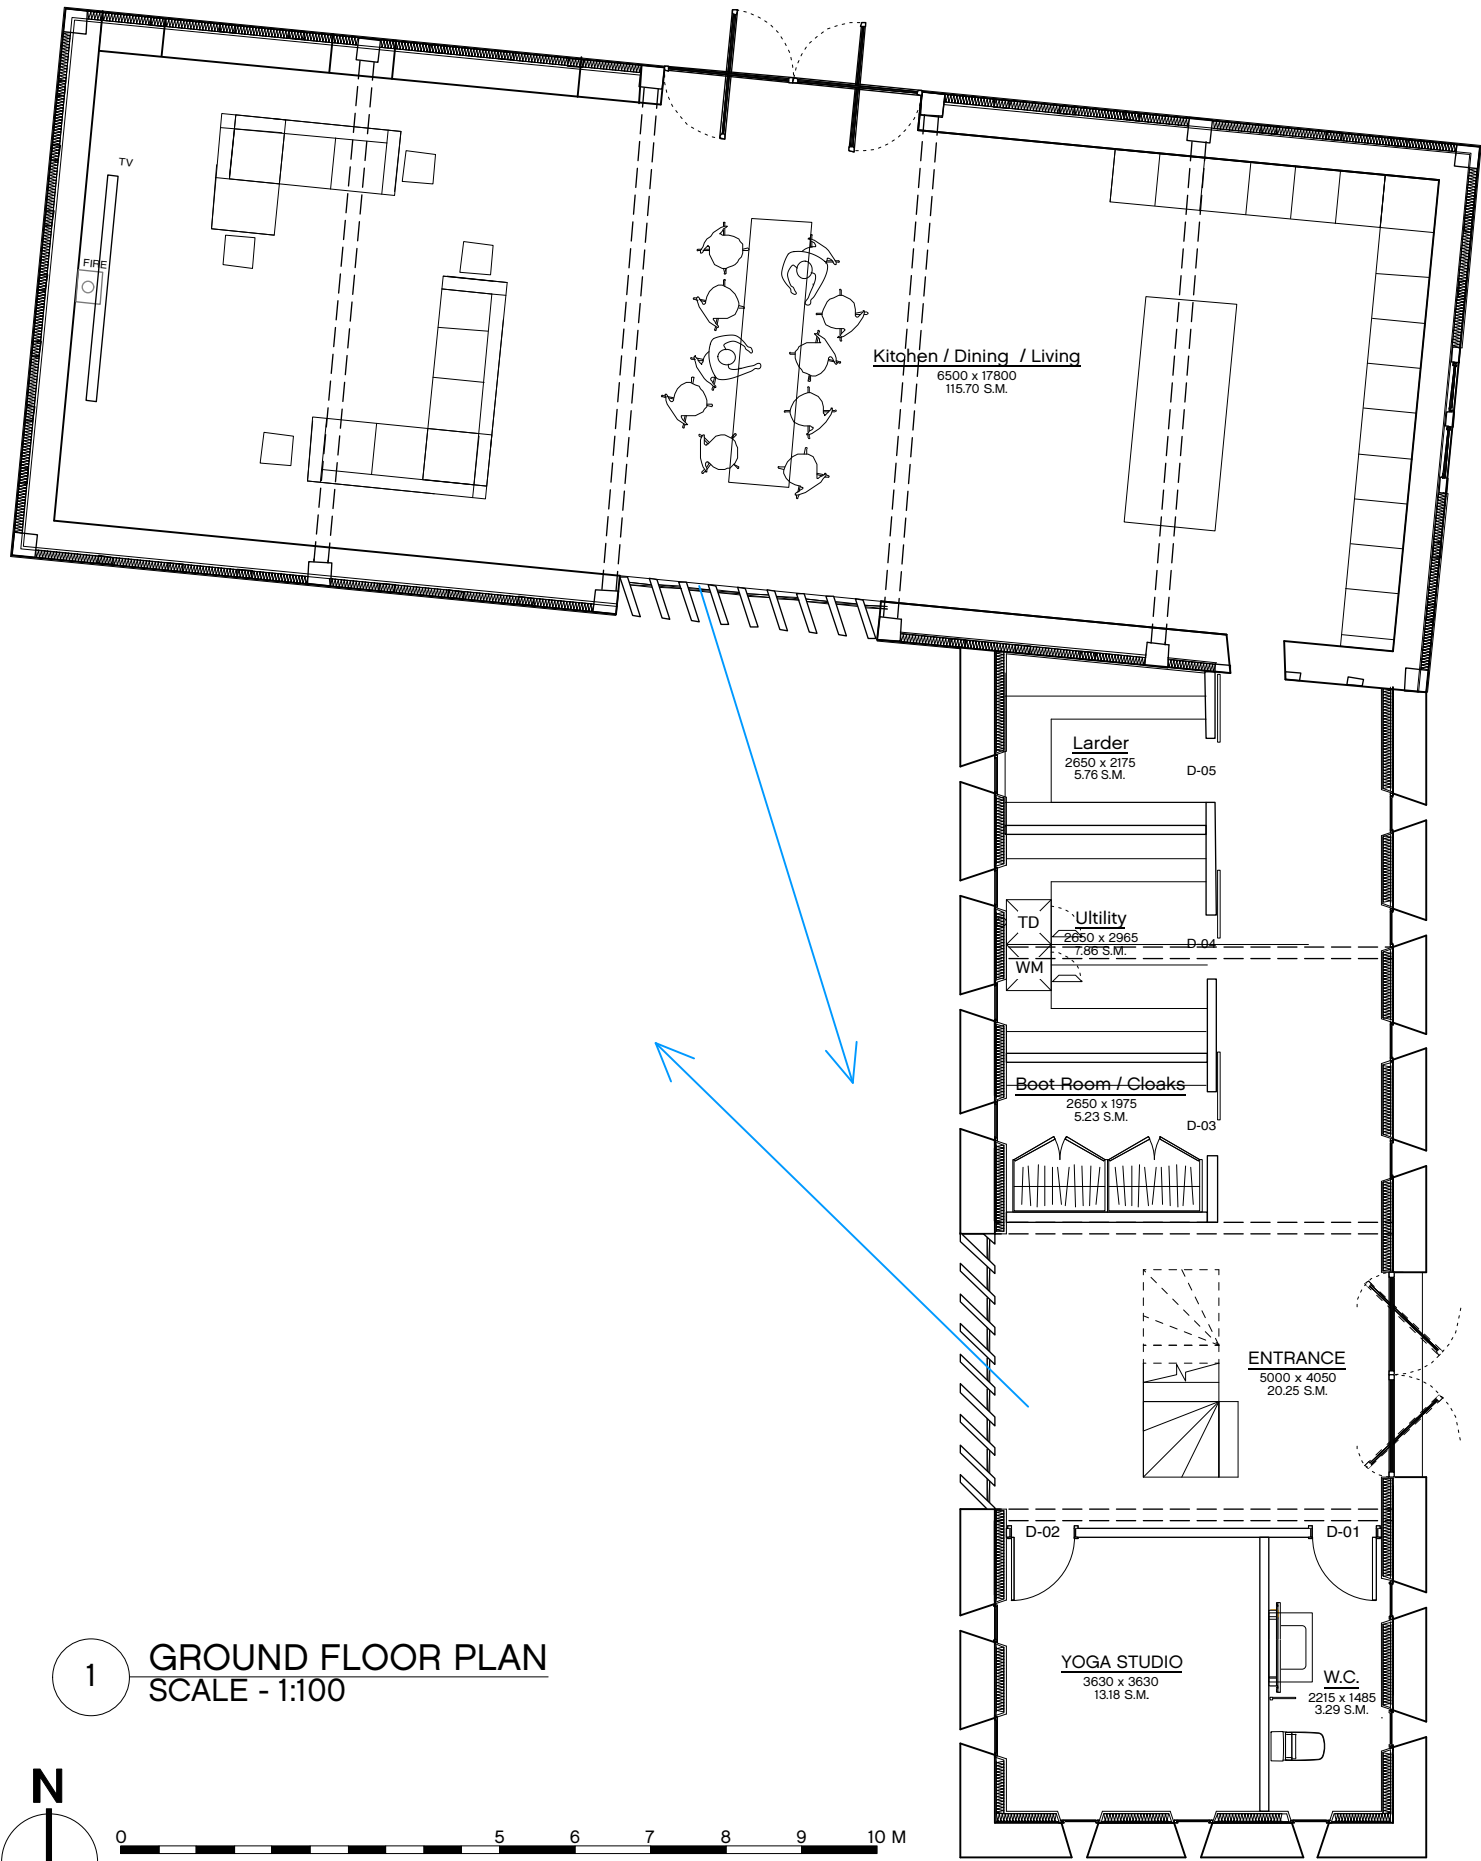 TV
FIRE
Kitchen / Dining / Living
6500 x 17800
115.70 S.M.
Larder
2650 x 2175
5.76 S.M.
D-05
TD
Ultility
2650 x 2965
7.86 S.M.
D-04
WM
Boot Room / Cloaks
2650 x 1975
5.23 S.M.
D-03
ENTRANCE
5000 x 4050
20.25 S.M.
D-02
D-01
YOGA STUDIO
3630 x 3630
13.18 S.M.
W.C.
2215 x 1485
3.29 S.M.
1
GROUND FLOOR PLAN
SCALE - 1:100
N
0 5 6 7 8 9 10 M